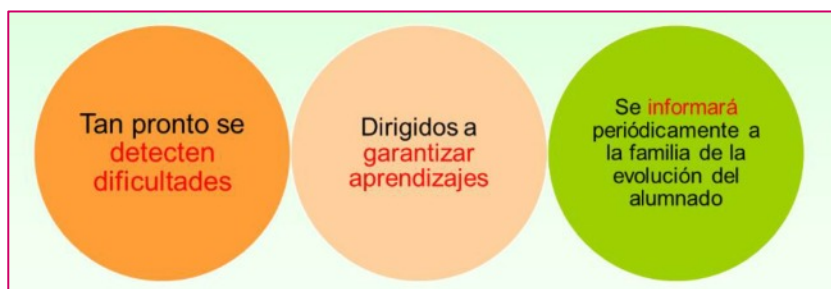 Tan pronto se
detecten
dificultades
Dirigidos a
garantizar
aprendizajes
Se informará
periódicamente a
la familia de la
evolución del
alumnado